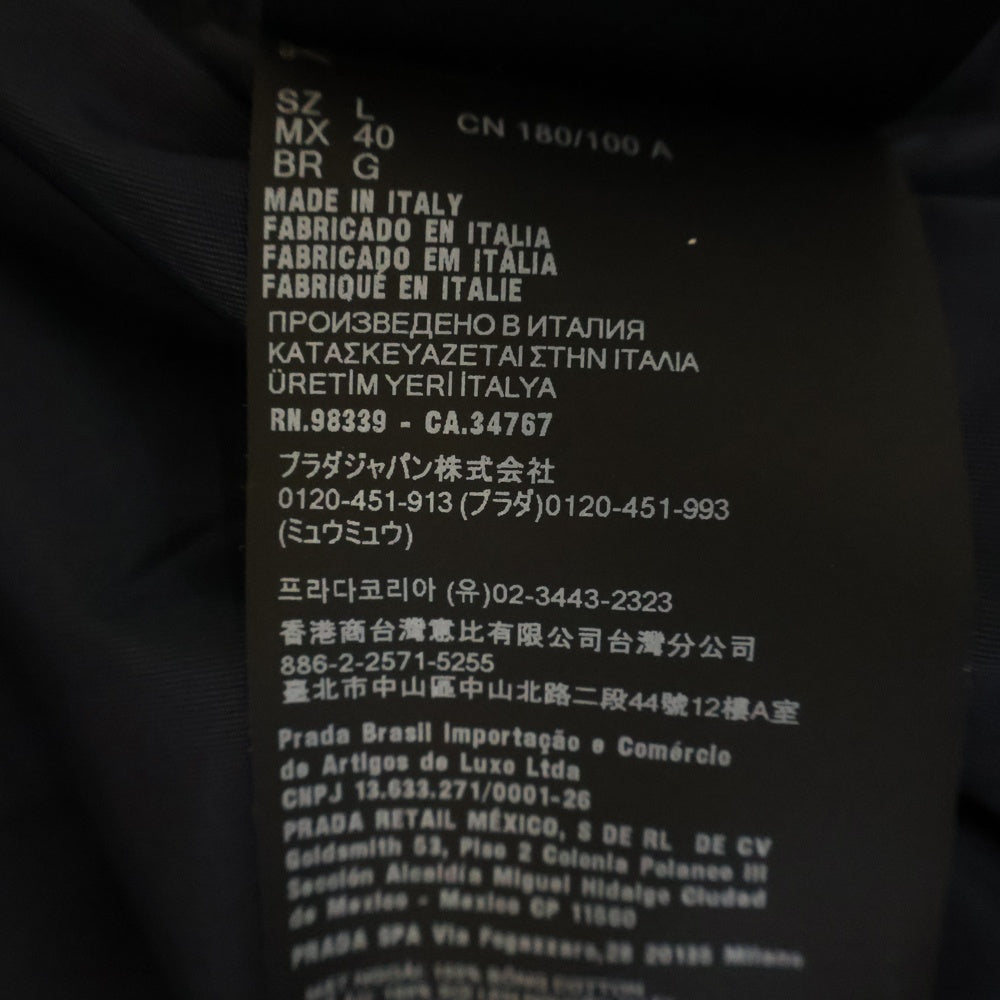 SZ L
MX 40
CN 180/100 A
BR G
MADE IN ITALY
FABRICADO EN ITALIA
FABRICADO EM ITÁLIA
FABRIQUÉ EN ITALIE
ПРОИЗВЕДЕНО В ИТАЛИЯ
ΚΑΤΑΣΚΕΥΑΖΕΤΑΙ ΣΤΗΝ ΙΤΑΛΙΑ
ÜRETİM YERİ İTALYA
RN.98339 - CA.34767
プラダジャパン株式会社
0120-451-913 (プラダ)0120-451-993
(ミュウミュウ)
프라다코리아 (유)02-3443-2323
香港商台灣惠比有限公司台灣分公司
886-2-2571-5255
臺北市中山區中山北路二段44號12樓A室
Prada Brasil Importação e Comércio
de Artigos de Luxo Ltda
CNPJ 13.633.271/0001-26
PRADA RETAIL MÉXICO, S DE RL DE CV
Goldsmith 53, Piso 2 Colonia Polanco III
Sección Alcaldía Miguel Hidalgo Ciudad
de Mexico - Mexico CP 11560
PRADA SPA Via Fogazzaro,28 20135 Milano